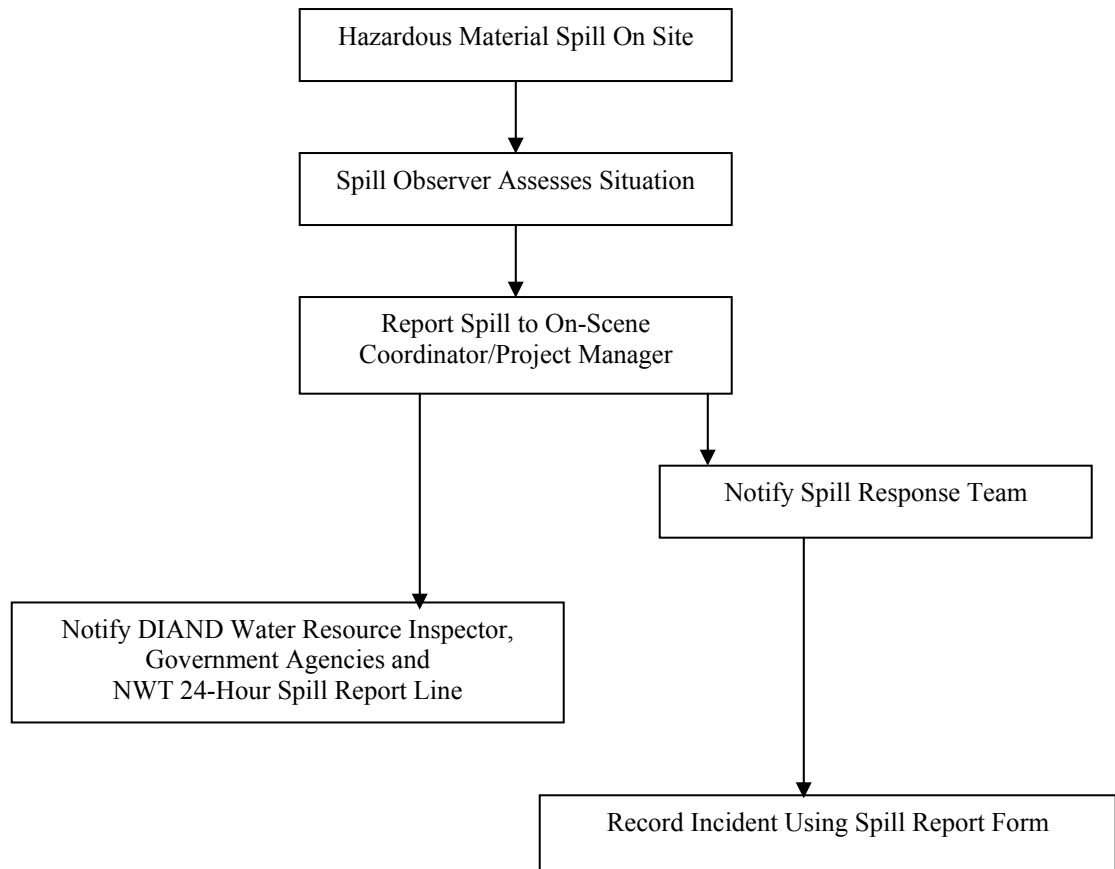 Hazardous Material Spill On Site
Spill Observer Assesses Situation
Report Spill to On-Scene
Coordinator/Project Manager
Notify Spill Response Team
Notify DIAND Water Resource Inspector,
Government Agencies and
NWT 24-Hour Spill Report Line
Record Incident Using Spill Report Form